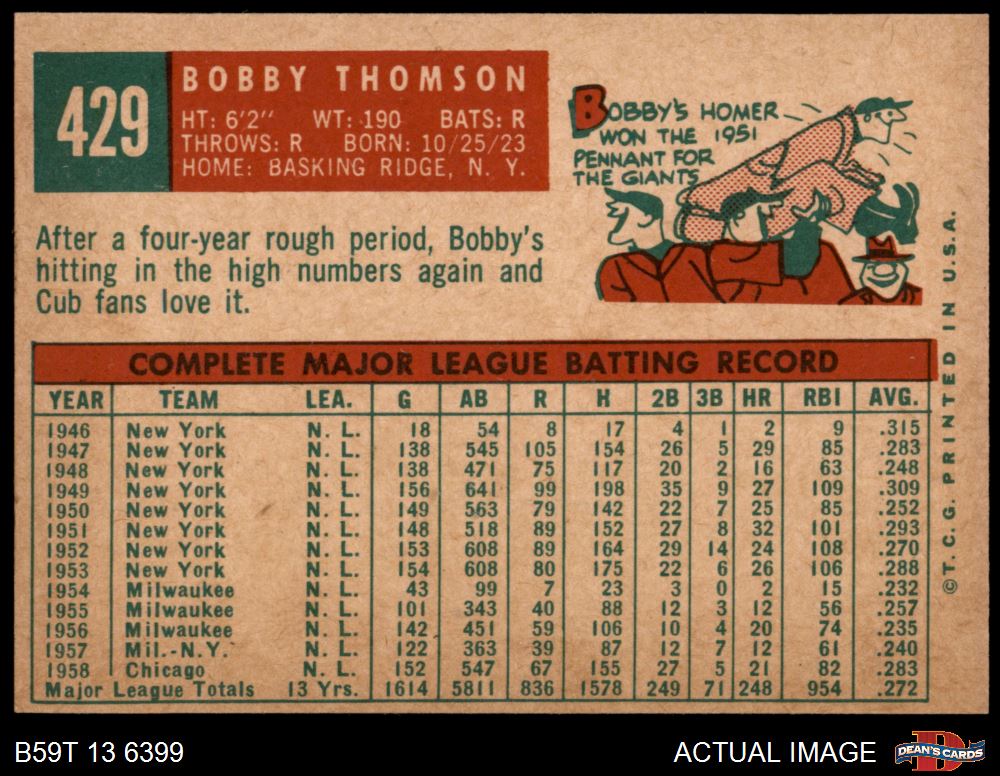 429
BOBBY THOMSON
HT: 6'2" WT: 190 BATS: R
THROWS: R BORN: 10/25/23
HOME: BASKING RIDGE, N. Y.
BOBBY'S HOMER
WON THE 1951
PENNANT FOR
THE GIANTS
After a four-year rough period, Bobby's
hitting in the high numbers again and
Cub fans love it.
COMPLETE MAJOR LEAGUE BATTING RECORD
YEAR TEAM LEA. G AB R H 2B 3B HR RBI AVG.
1946 New York N. L. 18 54 8 17 4 1 2 9 .315
1947 New York N. L. 138 545 105 154 26 5 29 85 .283
1948 New York N. L. 138 471 75 117 20 2 16 63 .248
1949 New York N. L. 156 641 99 198 35 9 27 109 .309
1950 New York N. L. 149 563 79 142 22 7 25 85 .252
1951 New York N. L. 148 518 89 152 27 8 32 101 .293
1952 New York N. L. 153 608 89 164 29 14 24 108 .270
1953 New York N. L. 154 608 80 175 22 6 26 106 .288
1954 Milwaukee N. L. 43 99 7 23 3 0 2 15 .232
1955 Milwaukee N. L. 101 343 40 88 12 3 12 56 .257
1956 Milwaukee N. L. 142 451 59 106 10 4 20 74 .235
1957 Mil.-N.Y. N. L. 122 363 39 87 12 7 12 61 .240
1958 Chicago N. L. 152 547 67 155 27 5 21 82 .283
Major League Totals 13 Yrs. 1614 5811 836 1578 249 71 248 954 .272
©T. C. G. PRINTED IN U.S.A.
B59T 13 6399
ACTUAL IMAGE
DEAN'S CARDS